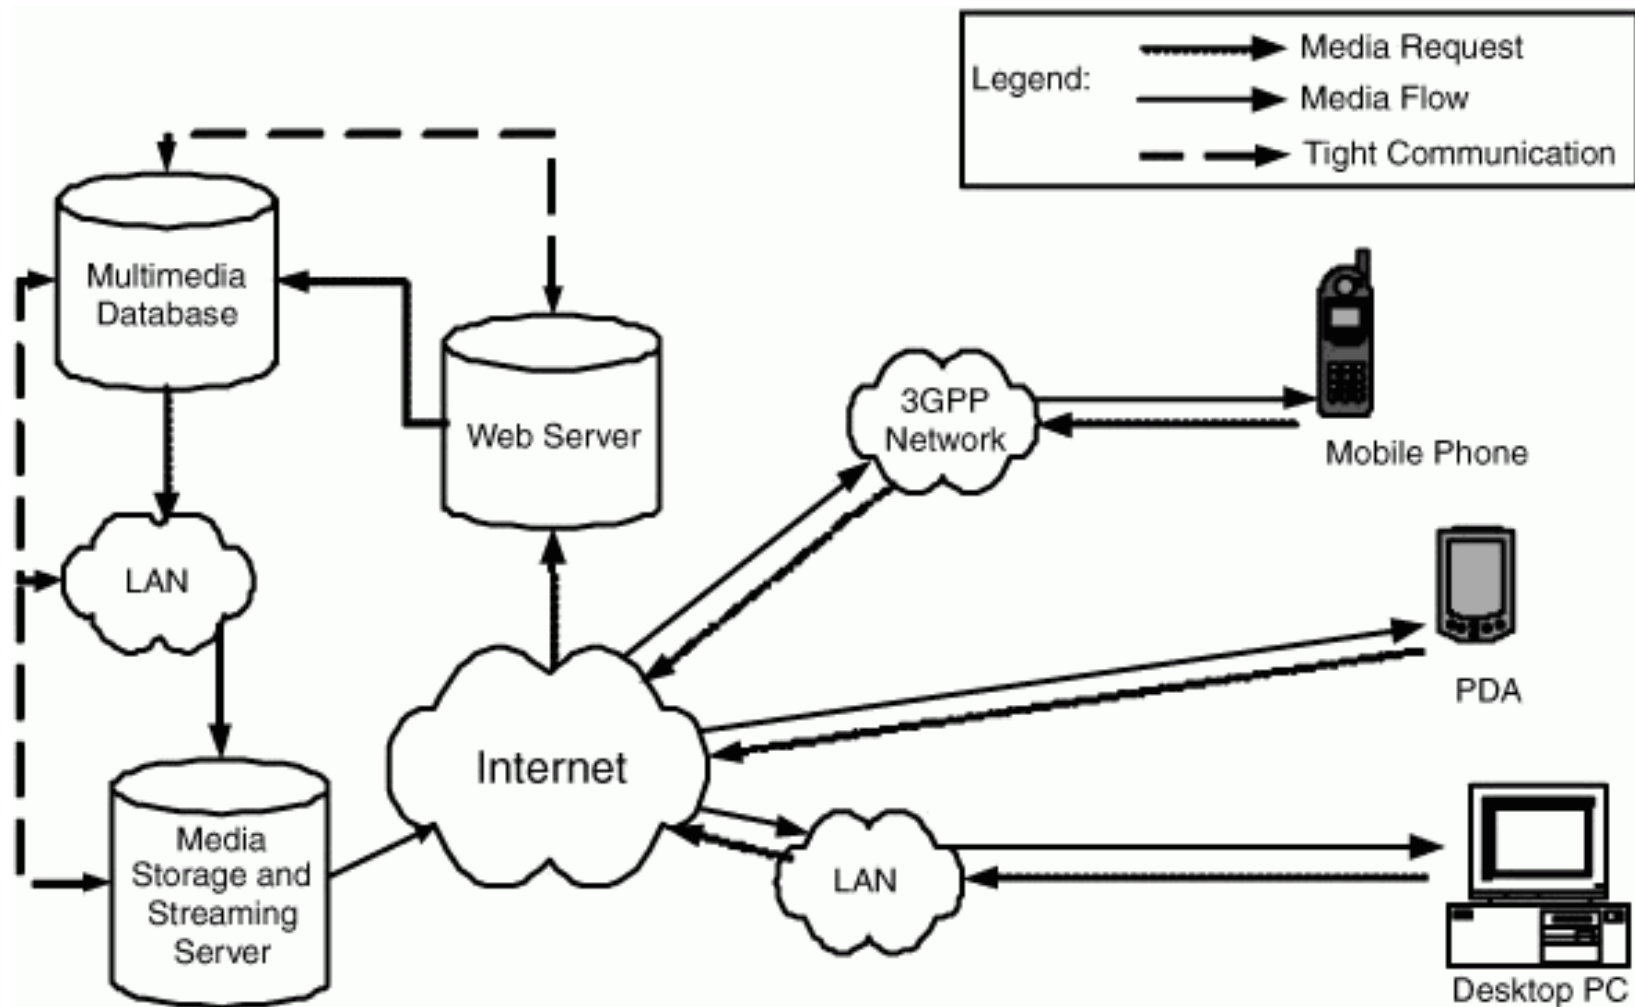 Legend:
Media Request
Media Flow
Tight Communication
Multimedia
Database
Web Server
3GPP
Network
Mobile Phone
LAN
PDA
Internet
Media
Storage and
Streaming
Server
LAN
Desktop PC